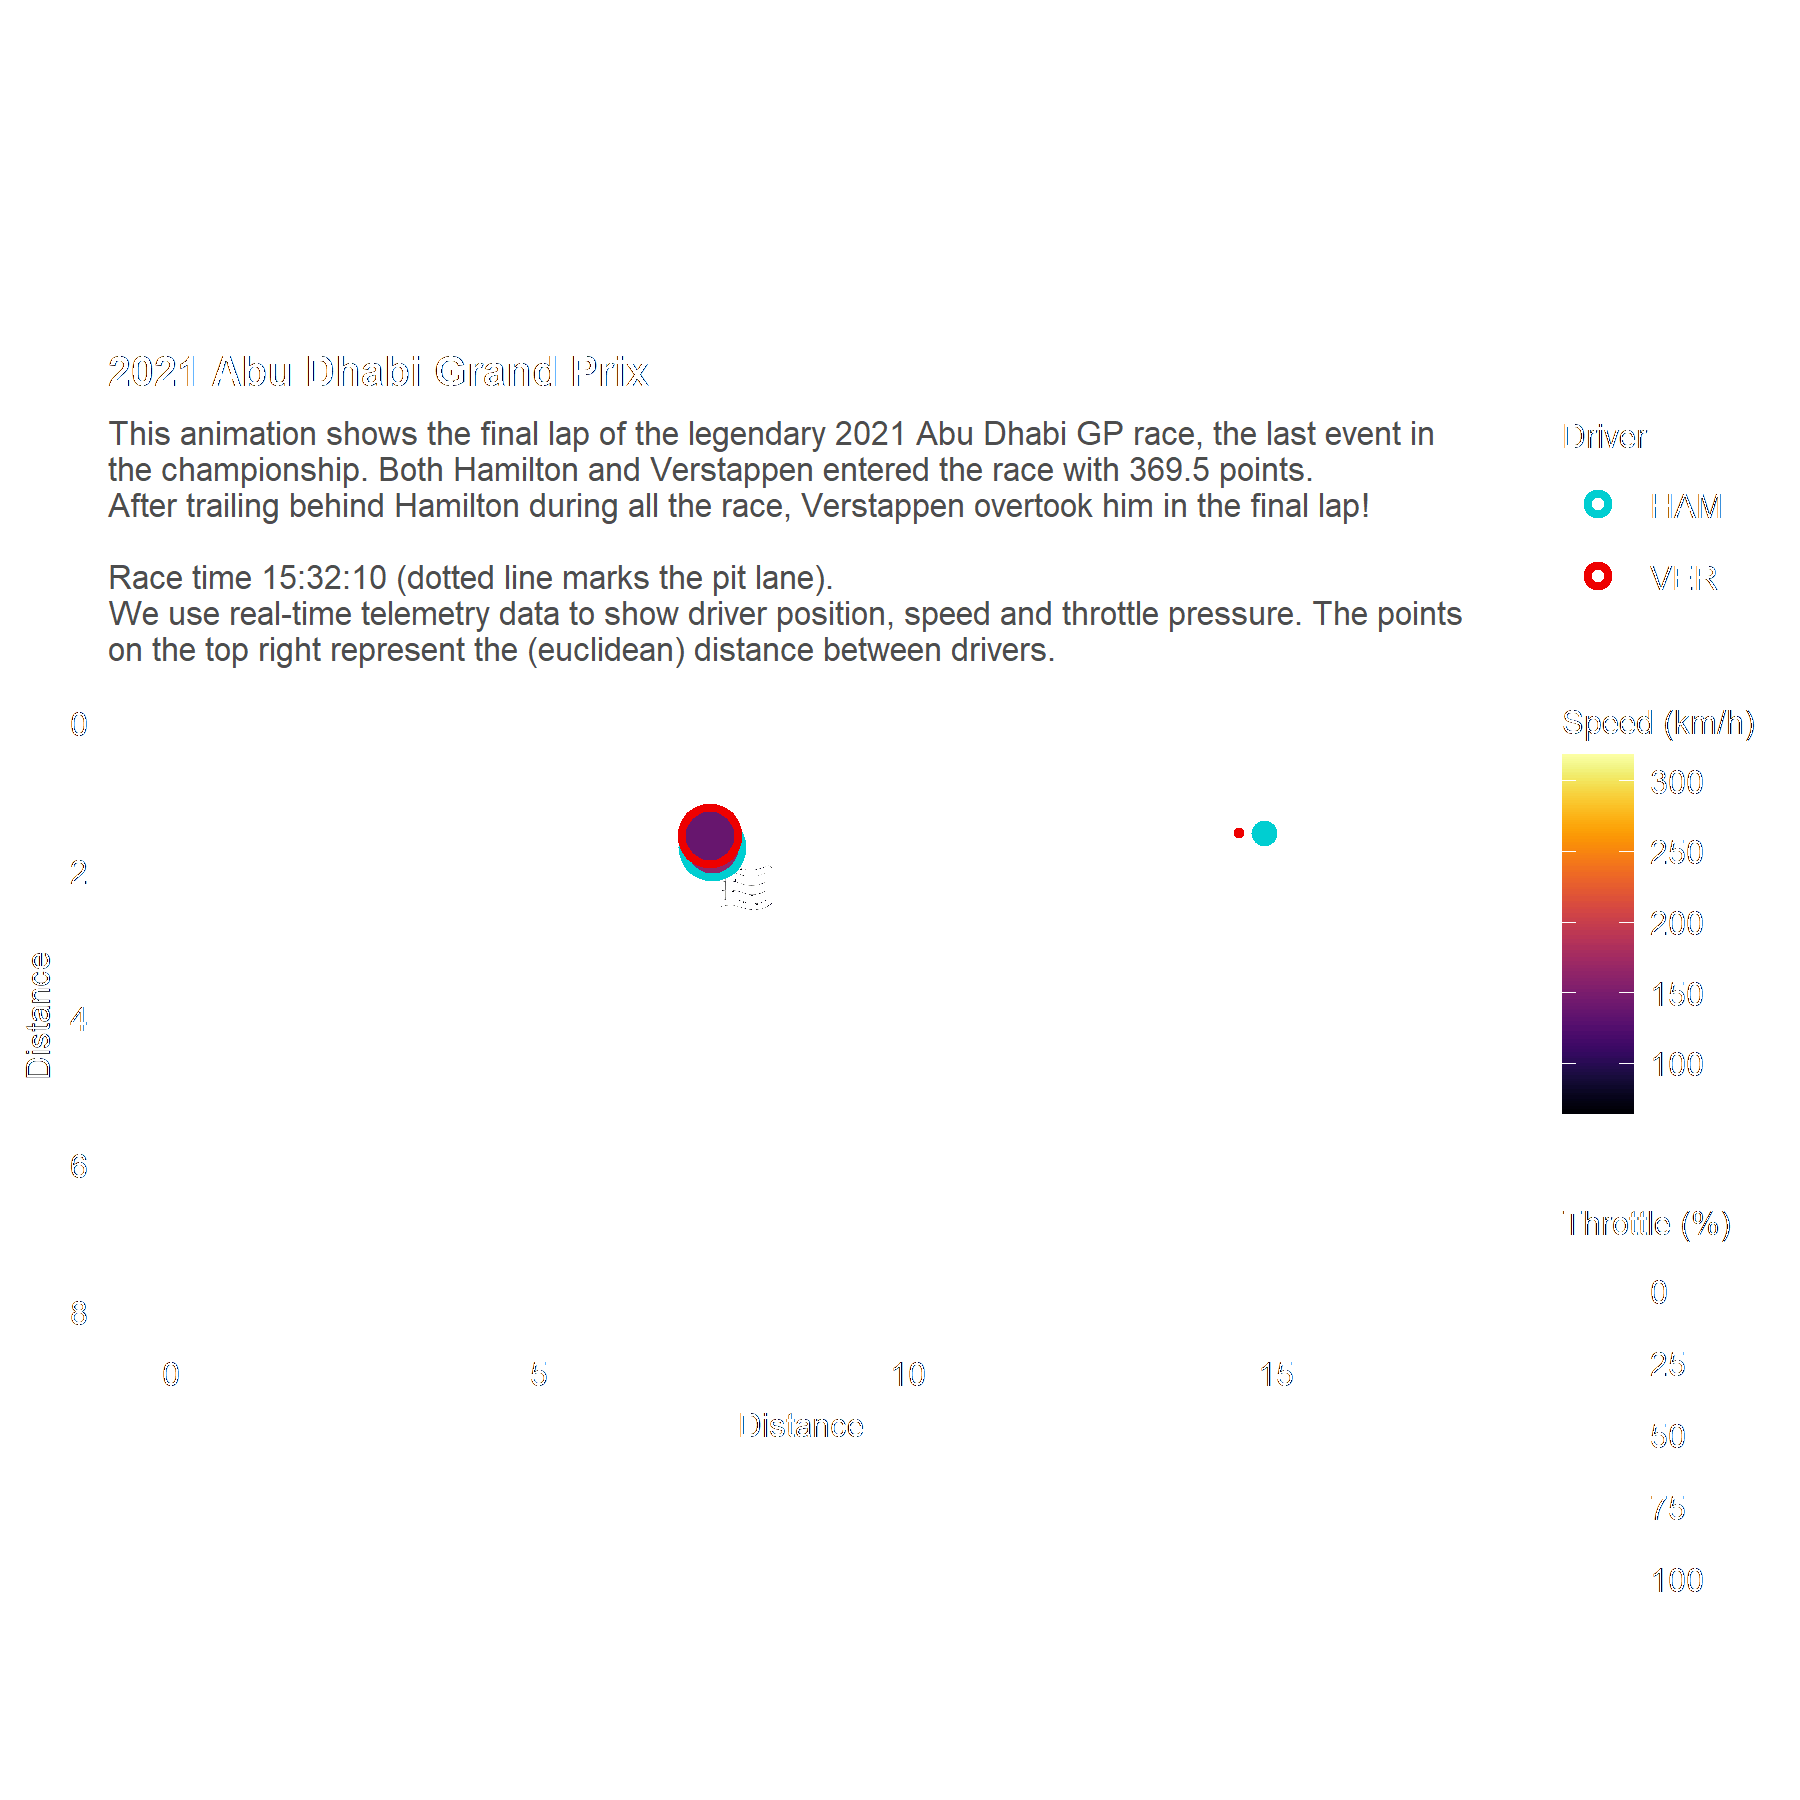 2021 Abu Dhabi Grand Prix
This animation shows the final lap of the legendary 2021 Abu Dhabi GP race, the last event in
the championship. Both Hamilton and Verstappen entered the race with 369.5 points.
After trailing behind Hamilton during all the race, Verstappen overtook him in the final lap!
Race time 15:32:10 (dotted line marks the pit lane).
We use real-time telemetry data to show driver position, speed and throttle pressure. The points
on the top right represent the (euclidean) distance between drivers.
Driver
HAM
VER
Speed (km/h)
300
250
200
150
100
Throttle (%)
0
25
50
75
100
Distance
0
2
4
6
8
0
5
10
15
Distance